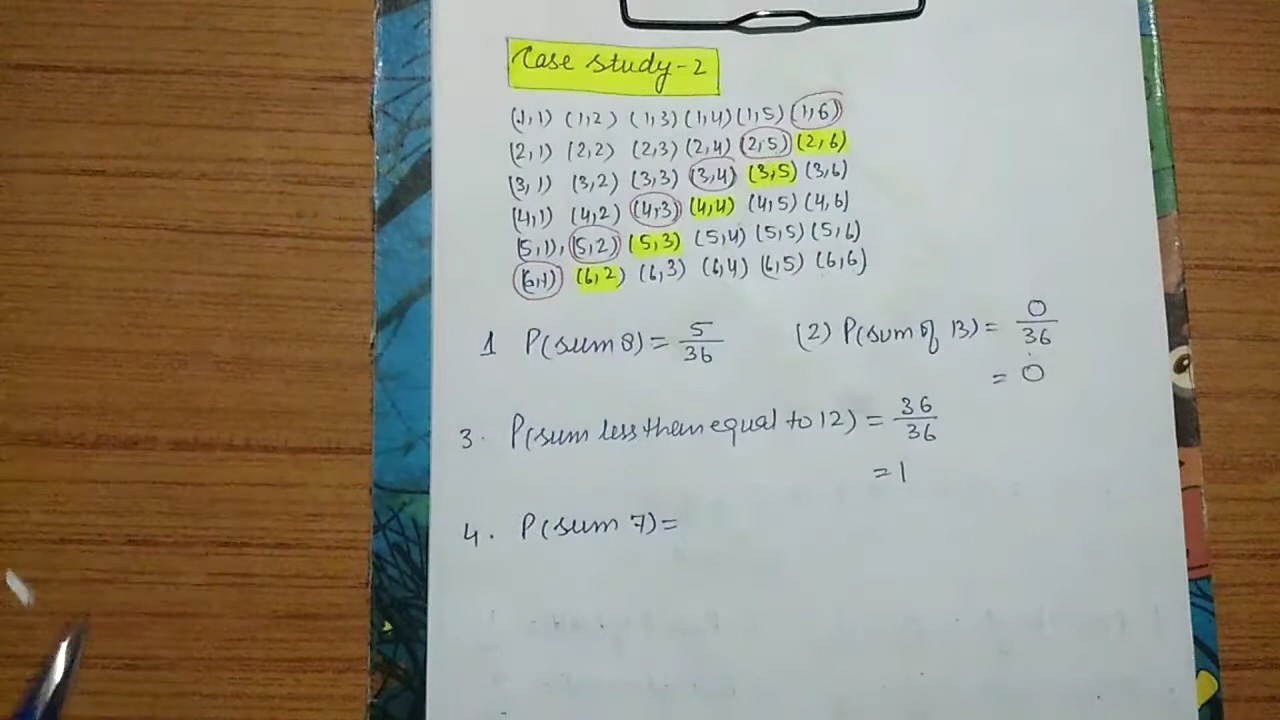 Case study-2
(1,1) (1,2) (1,3) (1,4) (1,5) (1,6)
(2,1) (2,2) (2,3) (2,4) (2,5) (2,6)
(3,1) (3,2) (3,3) (3,4) (3,5) (3,6)
(4,1) (4,2) (4,3) (4,4) (4,5) (4,6)
(5,1), (5,2) (5,3) (5,4) (5,5) (5,6)
(6,1) (6,2) (6,3) (6,4) (6,5) (6,6)
1 P(sum 8) = 5/36 (2) P(sum of 13) = 0/36
= 0
3. P(sum less then equal to 12) = 36/36
= 1
4. P(sum 7) =